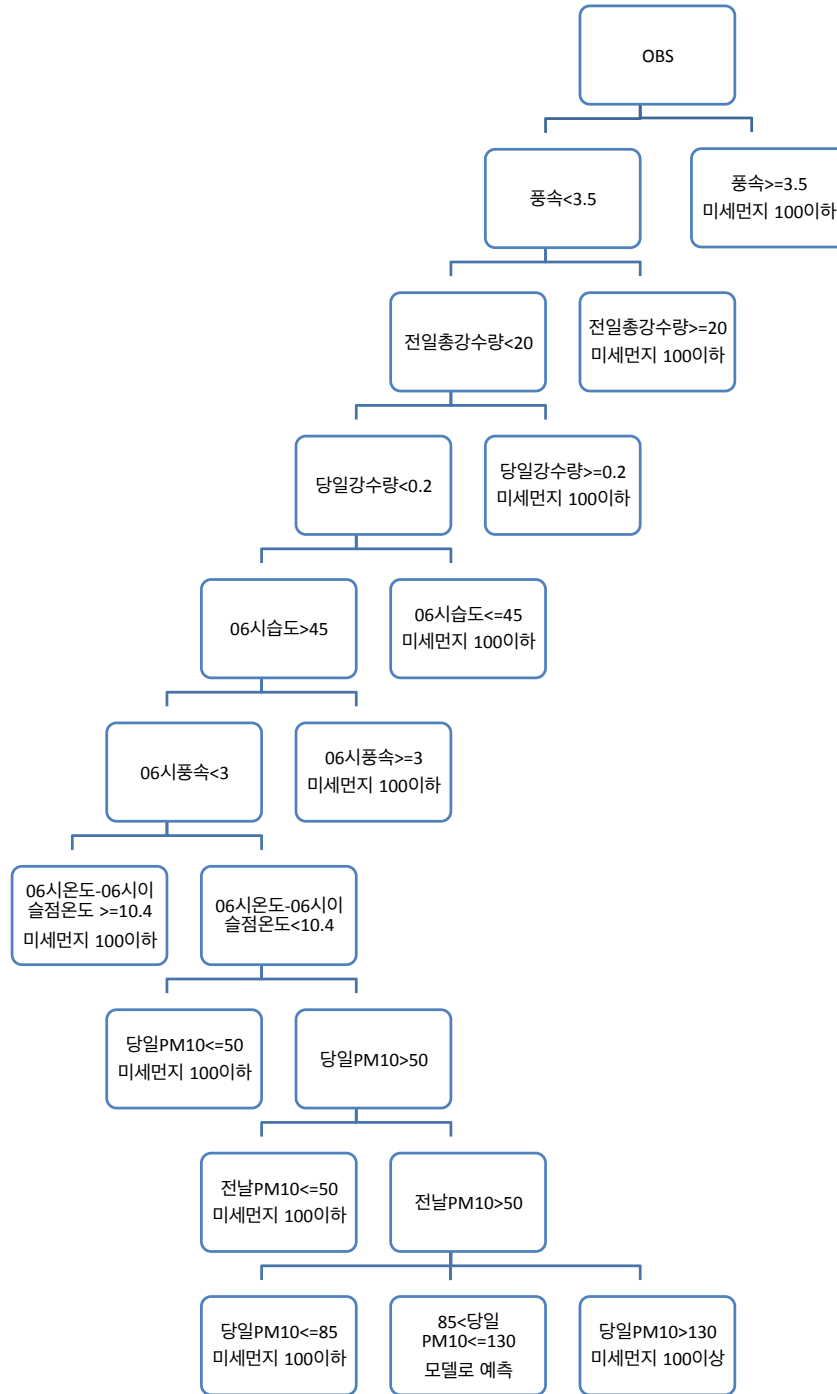 OBS
풍속<3.5
풍속>=3.5
미세먼지 100이하
전일총강수량<20
전일총강수량>=20
미세먼지 100이하
당일강수량<0.2
당일강수량>=0.2
미세먼지 100이하
06시습도>45
06시습도<=45
미세먼지 100이하
06시풍속<3
06시풍속>=3
미세먼지 100이하
06시온도-06시이
슬점온도 >=10.4
미세먼지 100이하
06시온도-06시이
슬점온도<10.4
당일PM10<=50
미세먼지 100이하
당일PM10>50
전날PM10<=50
미세먼지 100이하
전날PM10>50
당일PM10<=85
미세먼지 100이하
85<당일
PM10<=130
모델로 예측
당일PM10>130
미세먼지 100이상